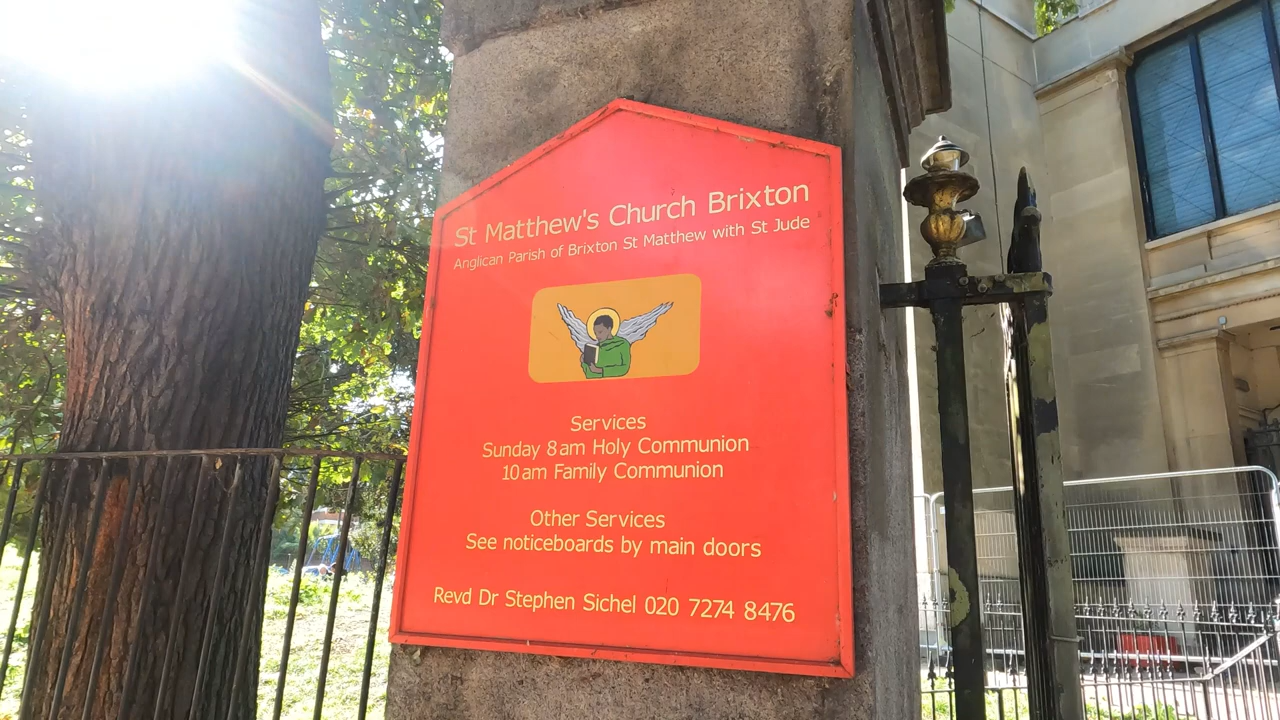 St Matthew's Church Brixton
Anglican Parish of Brixton St Matthew with St Jude
Services
Sunday 8am Holy Communion
10am Family Communion
Other Services
See noticeboards by main doors
Revd Dr Stephen Sichel 020 7274 8476